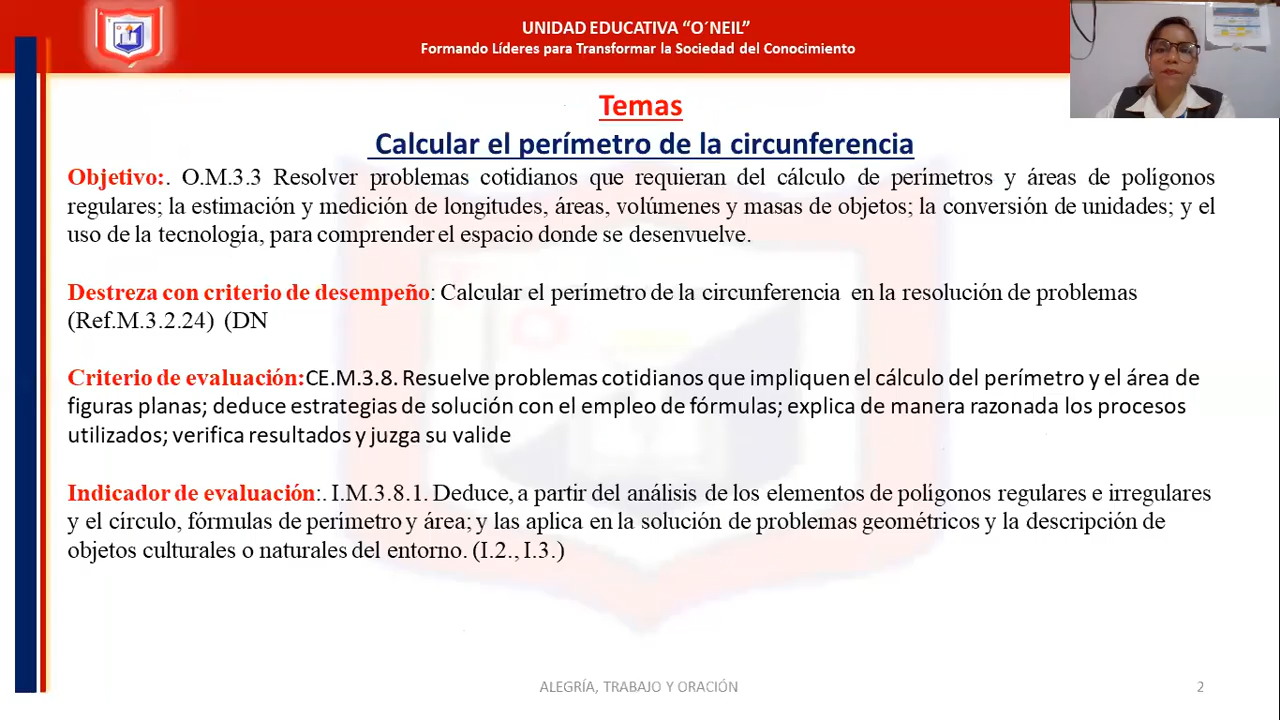 UNIDAD EDUCATIVA “O´NEIL”
Formando Líderes para Transformar la Sociedad del Conocimiento
Temas
Calcular el perímetro de la circunferencia
Objetivo:. O.M.3.3 Resolver problemas cotidianos que requieran del cálculo de perímetros y áreas de polígonos
regulares; la estimación y medición de longitudes, áreas, volúmenes y masas de objetos; la conversión de unidades; y el
uso de la tecnología, para comprender el espacio donde se desenvuelve.
Destreza con criterio de desempeño: Calcular el perímetro de la circunferencia en la resolución de problemas
(Ref.M.3.2.24) (DN
Criterio de evaluación:CE.M.3.8. Resuelve problemas cotidianos que impliquen el cálculo del perímetro y el área de
figuras planas; deduce estrategias de solución con el empleo de fórmulas; explica de manera razonada los procesos
utilizados; verifica resultados y juzga su valide
Indicador de evaluación:. I.M.3.8.1. Deduce, a partir del análisis de los elementos de polígonos regulares e irregulares
y el círculo, fórmulas de perímetro y área; y las aplica en la solución de problemas geométricos y la descripción de
objetos culturales o naturales del entorno. (I.2., I.3.)
ALEGRÍA, TRABAJO Y ORACIÓN
2